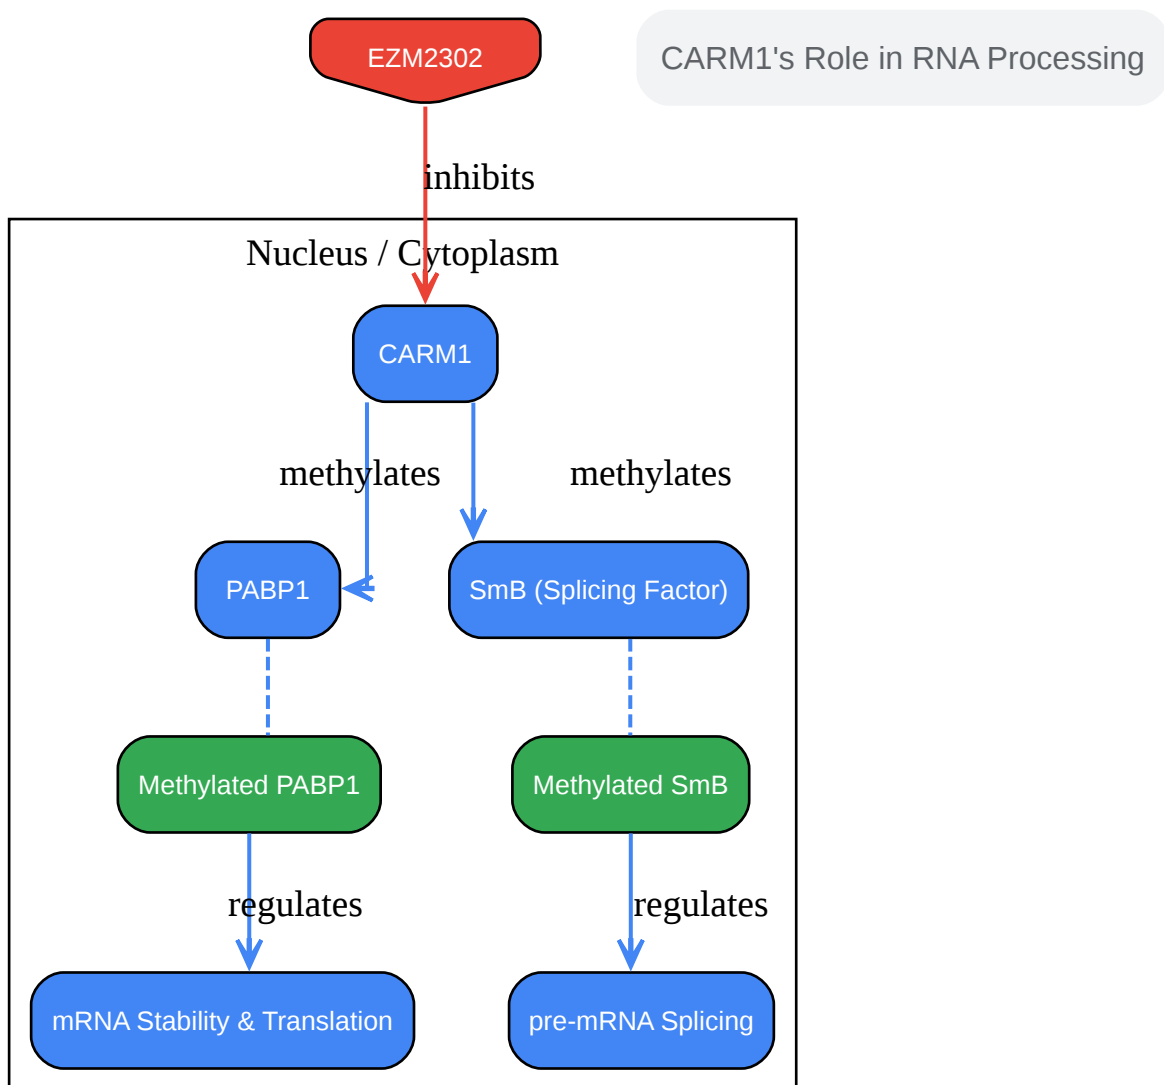 EZM2302
CARM1's Role in RNA Processing
inhibits
Nucleus / Cytoplasm
CARM1
methylates
methylates
PABP1
SmB (Splicing Factor)
Methylated PABP1
Methylated SmB
regulates
regulates
mRNA Stability & Translation
pre-mRNA Splicing